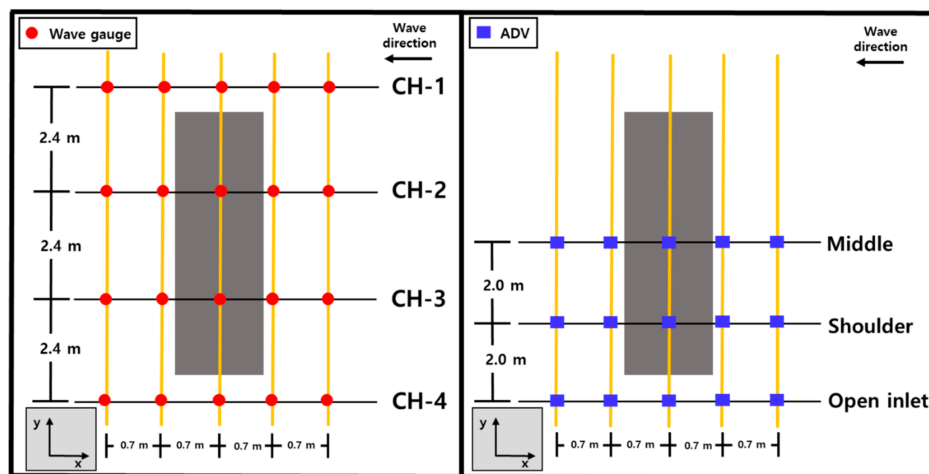 Wave gauge
Wave
direction
CH-1
2.4 m
CH-2
2.4 m
CH-3
2.4 m
CH-4
y
x
0.7 m
0.7 m
0.7 m
0.7 m
ADV
Wave
direction
Middle
2.0 m
Shoulder
2.0 m
Open inlet
y
x
0.7 m
0.7 m
0.7 m
0.7 m